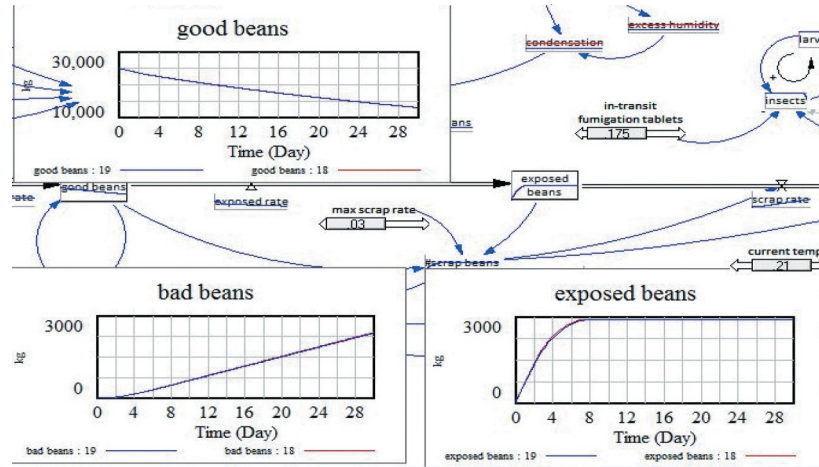 good beans
30,000
kg
10,000
0 4 8 12 16 20 24 28
Time (Day)
good beans : 19 good beans : 18
excess humidity
condensation
larv
insects
in-transit
fumigation tablets
.175
ans
good beans
exposed
beans
rate
exposed rate
scrap rate
max scrap rate
.03
#scrap beans
current temp
.21
bad beans
3000
kg
0
0 4 8 12 16 20 24 28
Time (Day)
bad beans : 19 bad beans : 18
exposed beans
3000
kg
0
0 4 8 12 16 20 24 28
Time (Day)
exposed beans : 19 exposed beans : 18